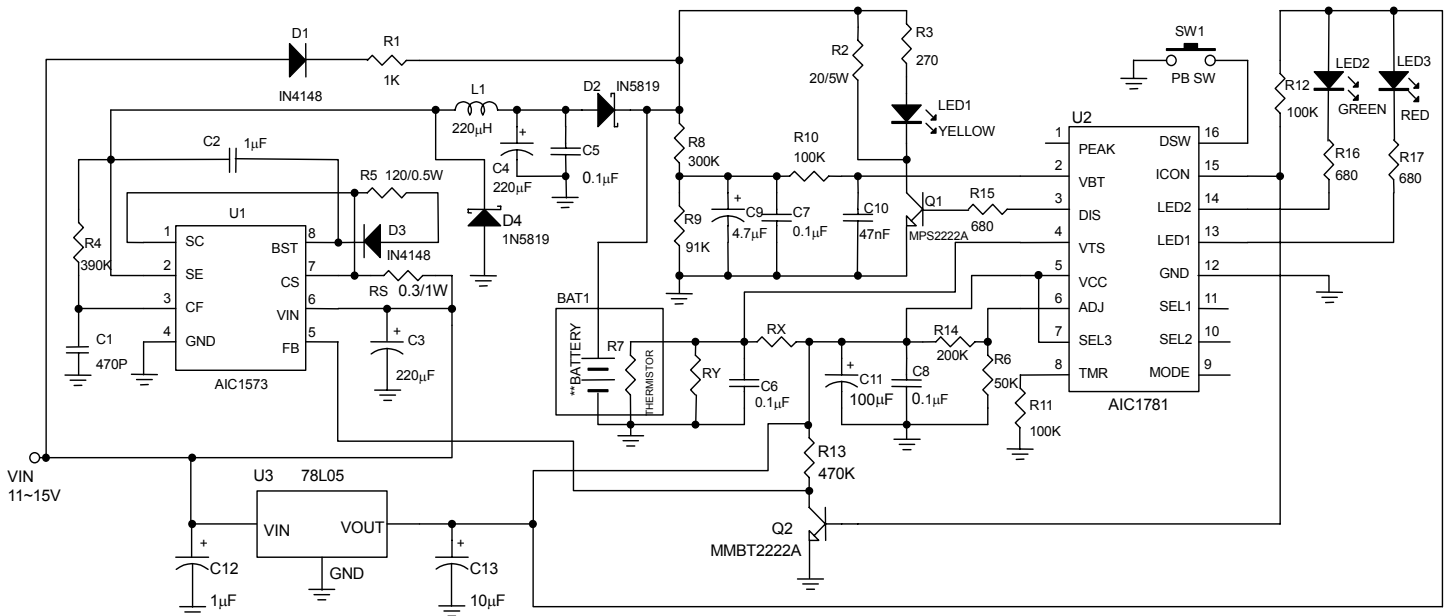 D1
IN4148
R1
1K
R2
20/5W
R3
270
LED1
YELLOW
SW1
PB SW
R12
100K
LED2
GREEN
LED3
RED
R16
680
R17
680
L1
220µH
D2
IN5819
+
C4
220µF
C5
0.1µF
C2
1µF
R5
120/0.5W
D4
1N5819
D3
IN4148
R4
390K
C1
470P
U1
1
SC
2
SE
3
CF
4
GND
8
BST
7
CS
6
VIN
5
FB
AIC1573
RS
0.3/1W
+
C3
220µF
R8
300K
R9
91K
R10
100K
+
C9
4.7µF
C7
0.1µF
C10
47nF
Q1
MPS2222A
R15
680
U2
1
PEAK
2
VBT
3
DIS
4
VTS
5
VCC
6
ADJ
7
SEL3
8
TMR
16
DSW
15
ICON
14
LED2
13
LED1
12
GND
11
SEL1
10
SEL2
9
MODE
AIC1781
BAT1
**BATTERY
R7
THERMISTOR
RY
RX
C6
0.1µF
+
C11
100µF
C8
0.1µF
R14
200K
R6
50K
R11
100K
R13
470K
Q2
MMBT2222A
VIN
11~15V
U3
78L05
VIN
VOUT
GND
+
C12
1µF
+
C13
10µF